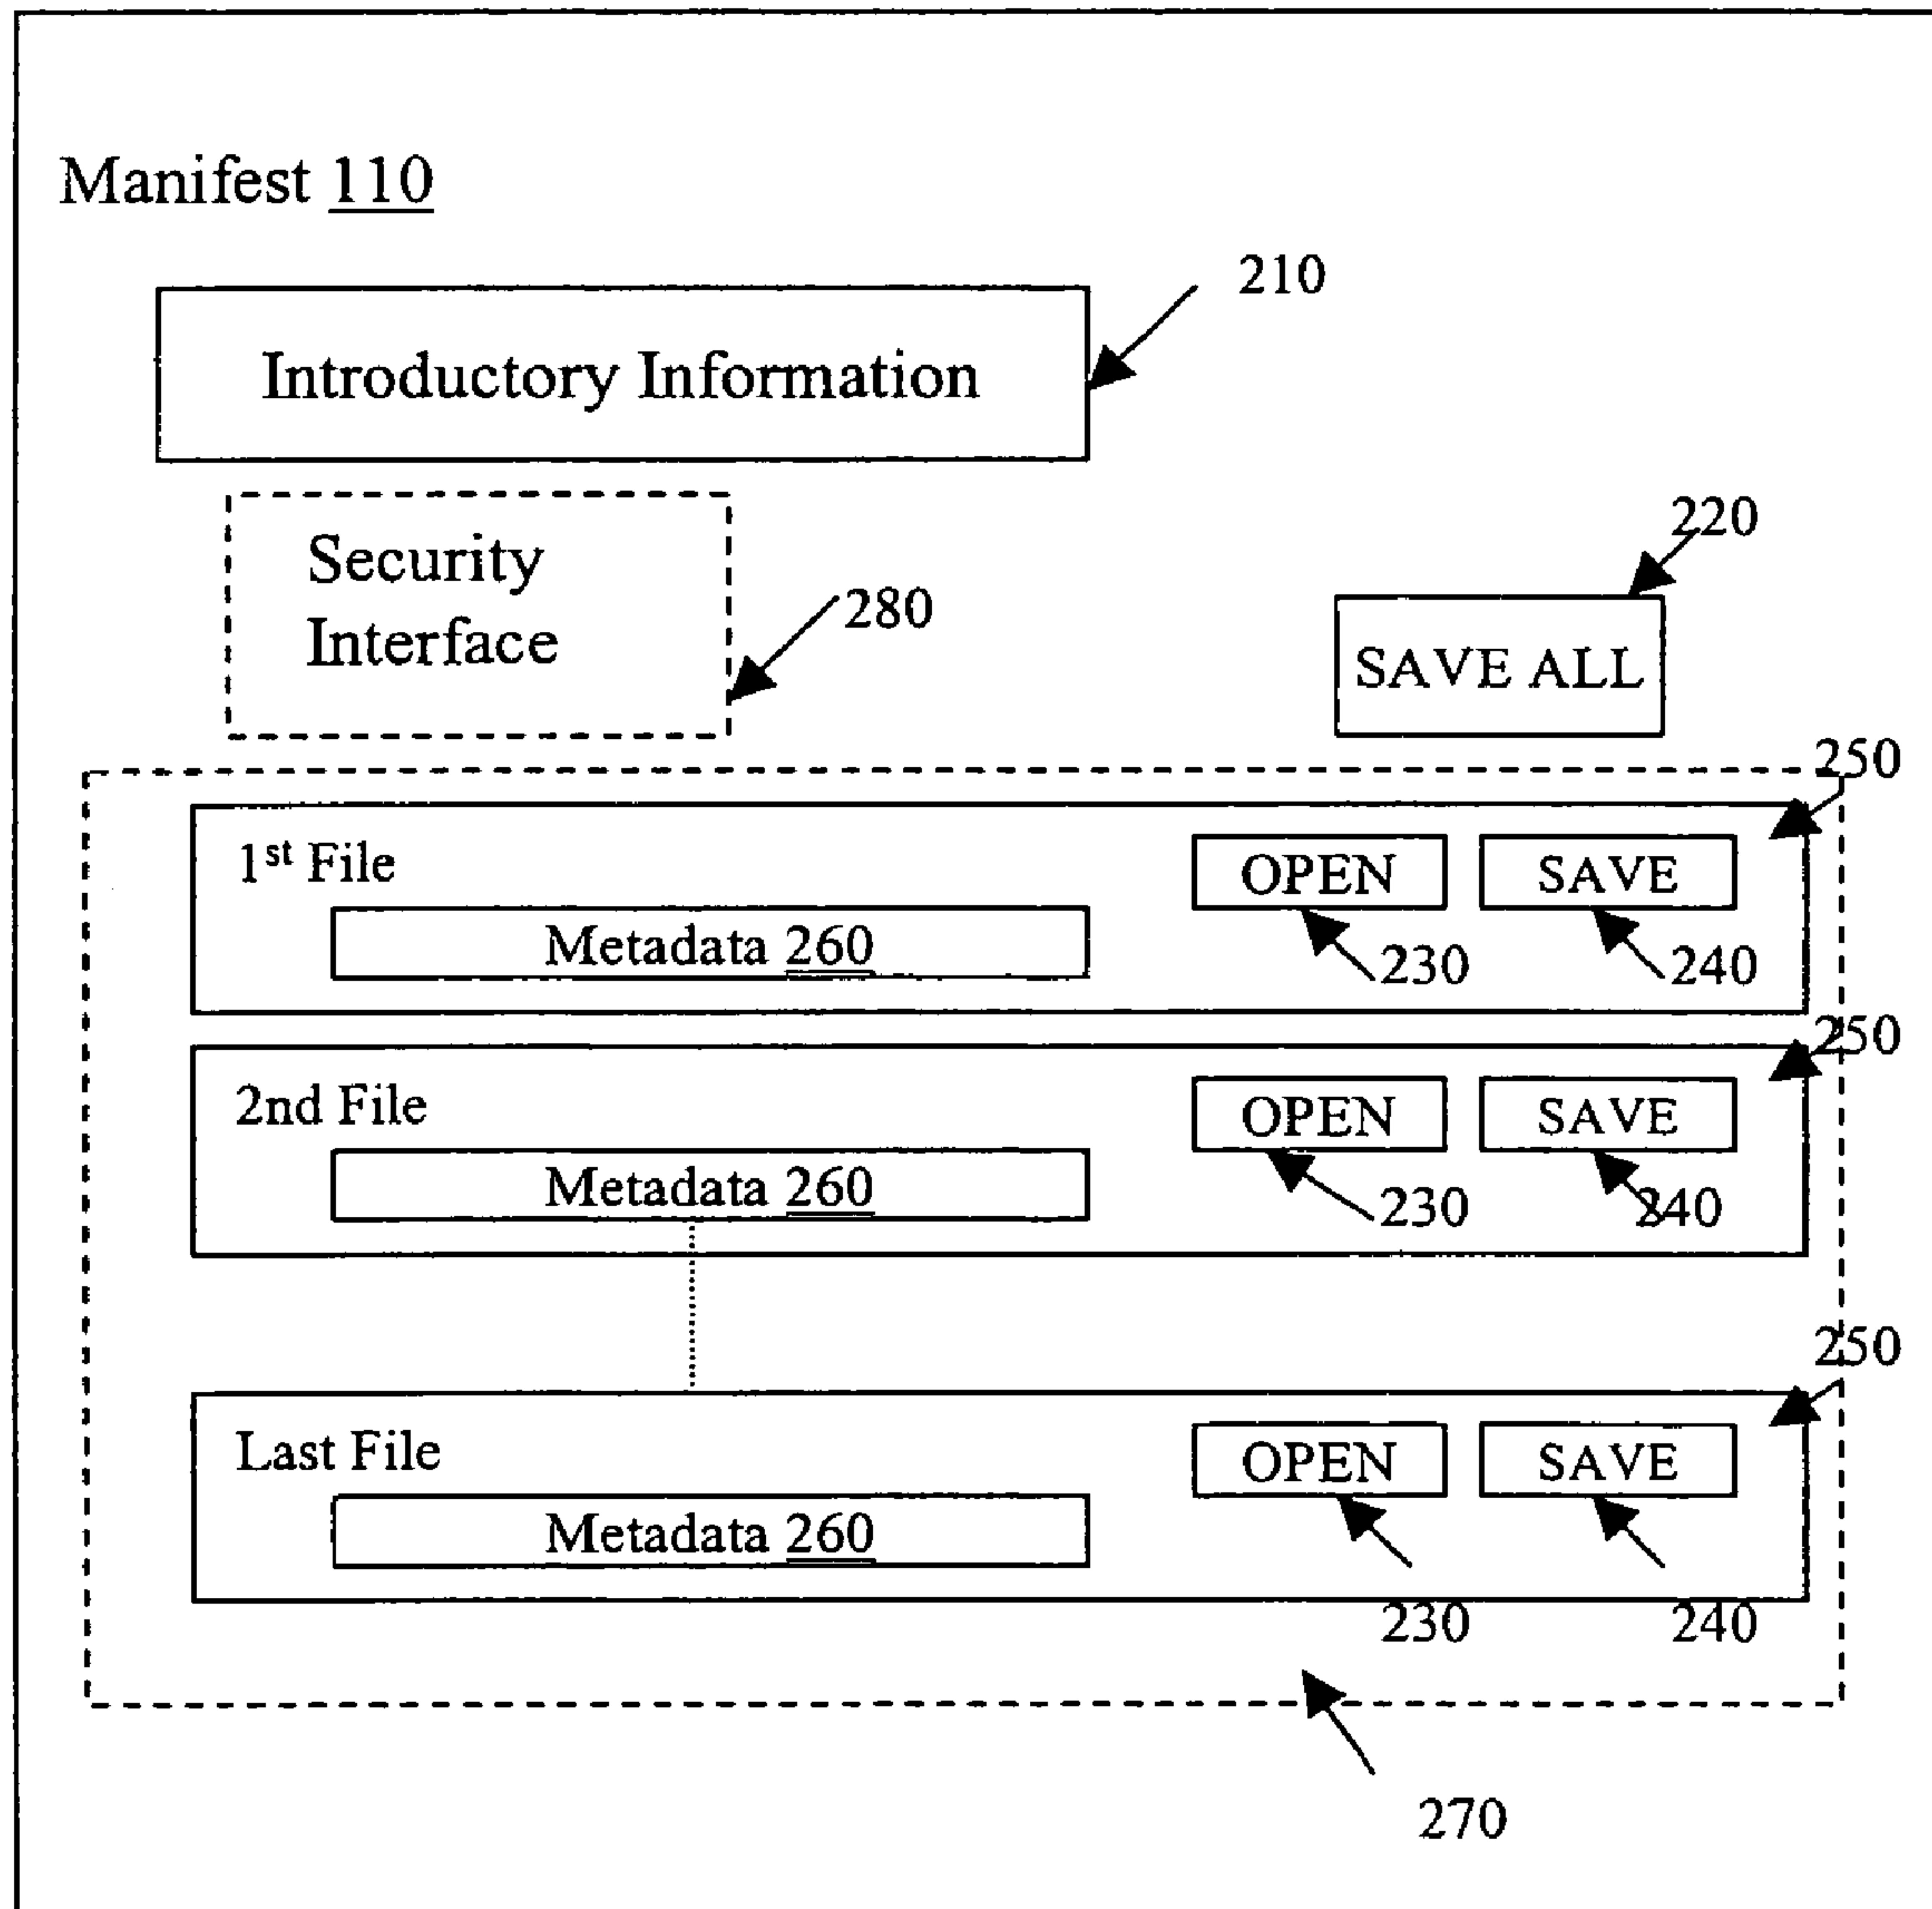 Manifest 110
210
Introductory Information
220
Security
Interface
280
SAVE ALL
250
1st File
OPEN
SAVE
Metadata 260
230
240
250
2nd File
OPEN
SAVE
Metadata 260
230
240
250
Last File
OPEN
SAVE
Metadata 260
230
240
270